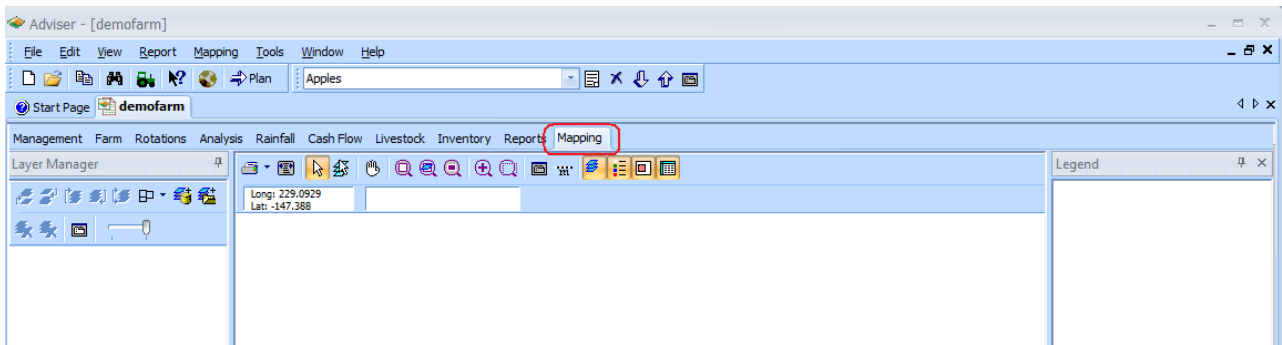 Adviser - [demofarm]
File Edit View Report Mapping Tools Window Help
Plan Apples
Start Page demofarm
Management Farm Rotations Analysis Rainfall Cash Flow Livestock Inventory Reports Mapping
Layer Manager
Legend
Long: 229.0929
Lat: -147.388